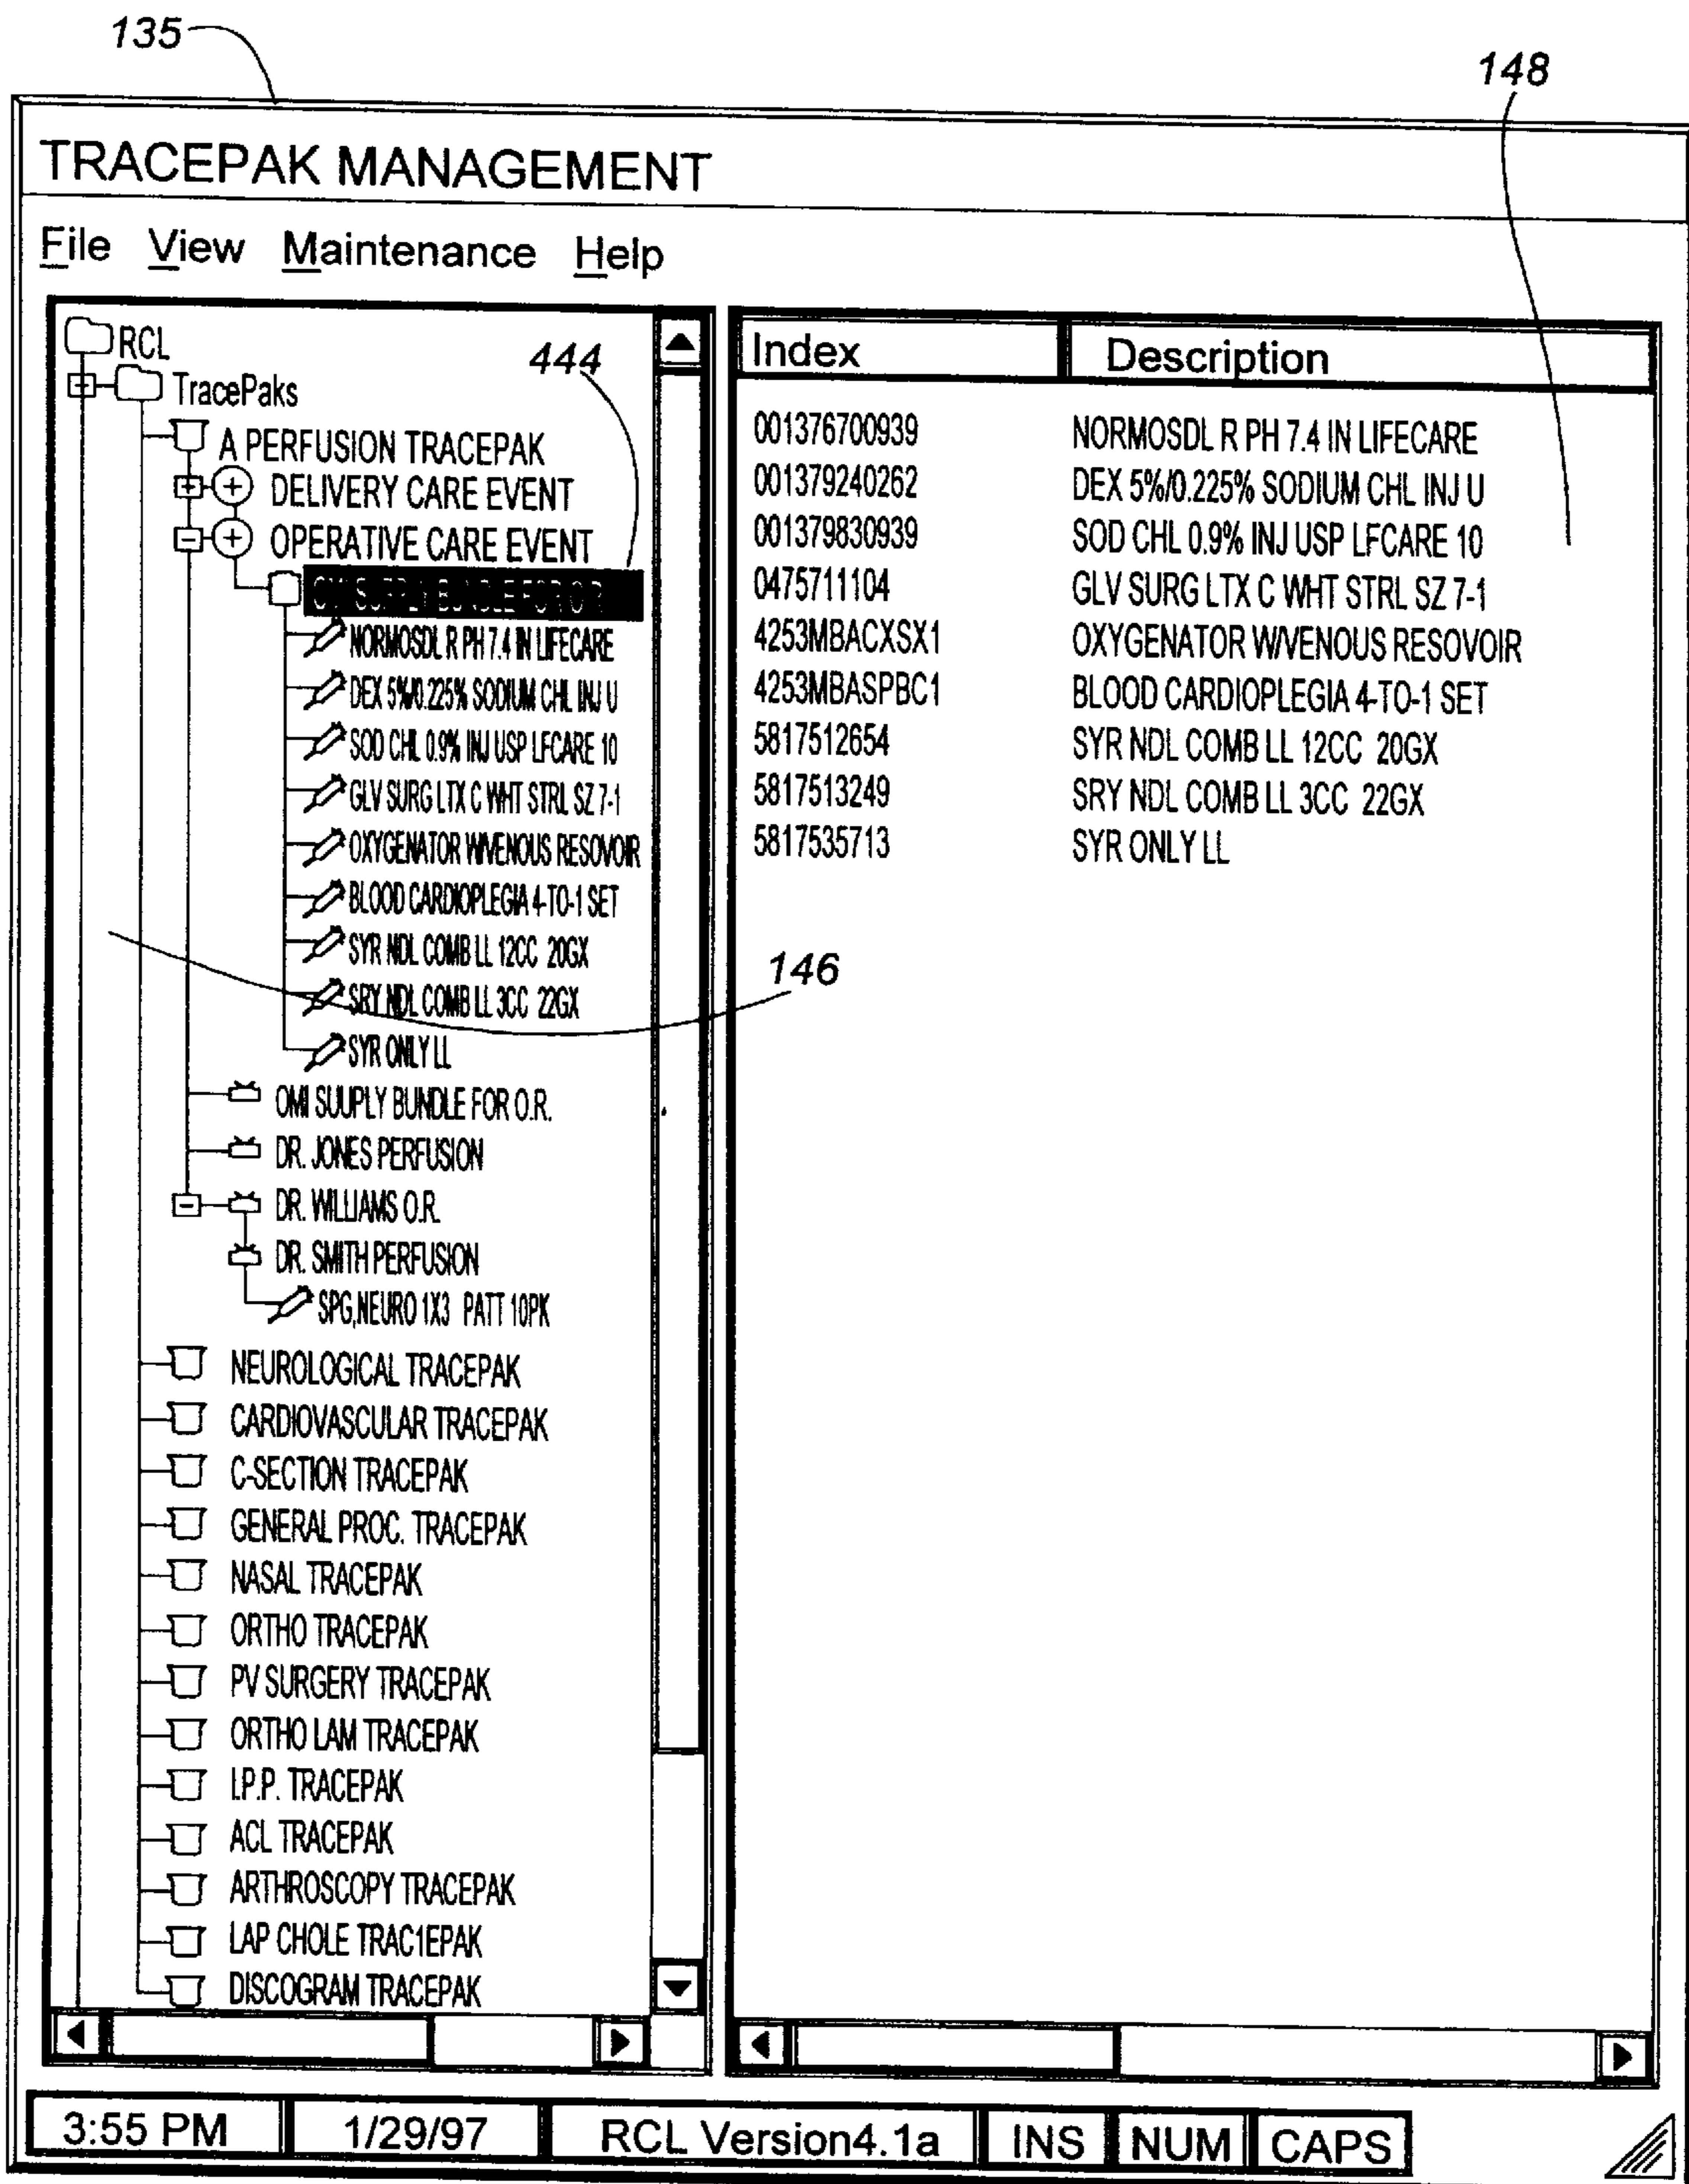 135
148
TRACEPAK MANAGEMENT
File View Maintenance Help
RCL
444
TracePaks
A PERFUSION TRACEPAK
DELIVERY CARE EVENT
OPERATIVE CARE EVENT
NORMOSDL R PH 7.4 IN LIFECARE
DEX 5%/0.225% SODIUM CHL INJ U
SOD CHL 0.9% INJ USP LFCARE 10
GLV SURG LTX C WHT STRL SZ 7-1
OXYGENATOR W/VENOUS RESOVOIR
BLOOD CARDIOPLEGIA 4-TO-1 SET
SYR NDL COMB LL 12CC 20GX
SRY NDL COMB LL 3CC 22GX
SYR ONLY LL
OMI SUUPLY BUNDLE FOR O.R.
DR. JONES PERFUSION
DR. WILLIAMS O.R.
DR. SMITH PERFUSION
SPG,NEURO 1X3 PATT 10PK
NEUROLOGICAL TRACEPAK
CARDIOVASCULAR TRACEPAK
C-SECTION TRACEPAK
GENERAL PROC. TRACEPAK
NASAL TRACEPAK
ORTHO TRACEPAK
PV SURGERY TRACEPAK
ORTHO LAM TRACEPAK
I.P.P. TRACEPAK
ACL TRACEPAK
ARTHROSCOPY TRACEPAK
LAP CHOLE TRAC1EPAK
DISCOGRAM TRACEPAK
Index Description
001376700939 NORMOSDL R PH 7.4 IN LIFECARE
001379240262 DEX 5%/0.225% SODIUM CHL INJ U
001379830939 SOD CHL 0.9% INJ USP LFCARE 10
0475711104 GLV SURG LTX C WHT STRL SZ 7-1
4253MBACXSX1 OXYGENATOR W/VENOUS RESOVOIR
4253MBASPBC1 BLOOD CARDIOPLEGIA 4-TO-1 SET
5817512654 SYR NDL COMB LL 12CC 20GX
5817513249 SRY NDL COMB LL 3CC 22GX
5817535713 SYR ONLY LL
146
3:55 PM 1/29/97 RCL Version4.1a INS NUM CAPS